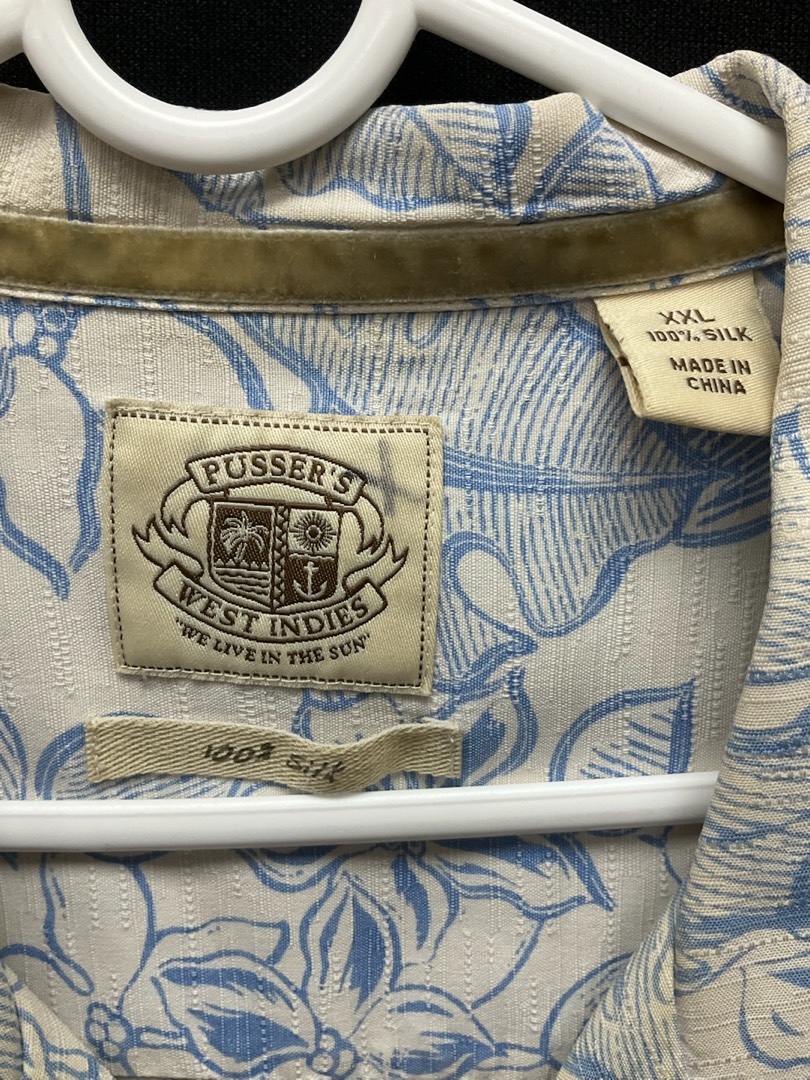 XXL
100% SILK
MADE IN
CHINA
PUSSER'S
WEST INDIES
"WE LIVE IN THE SUN"
100% silk